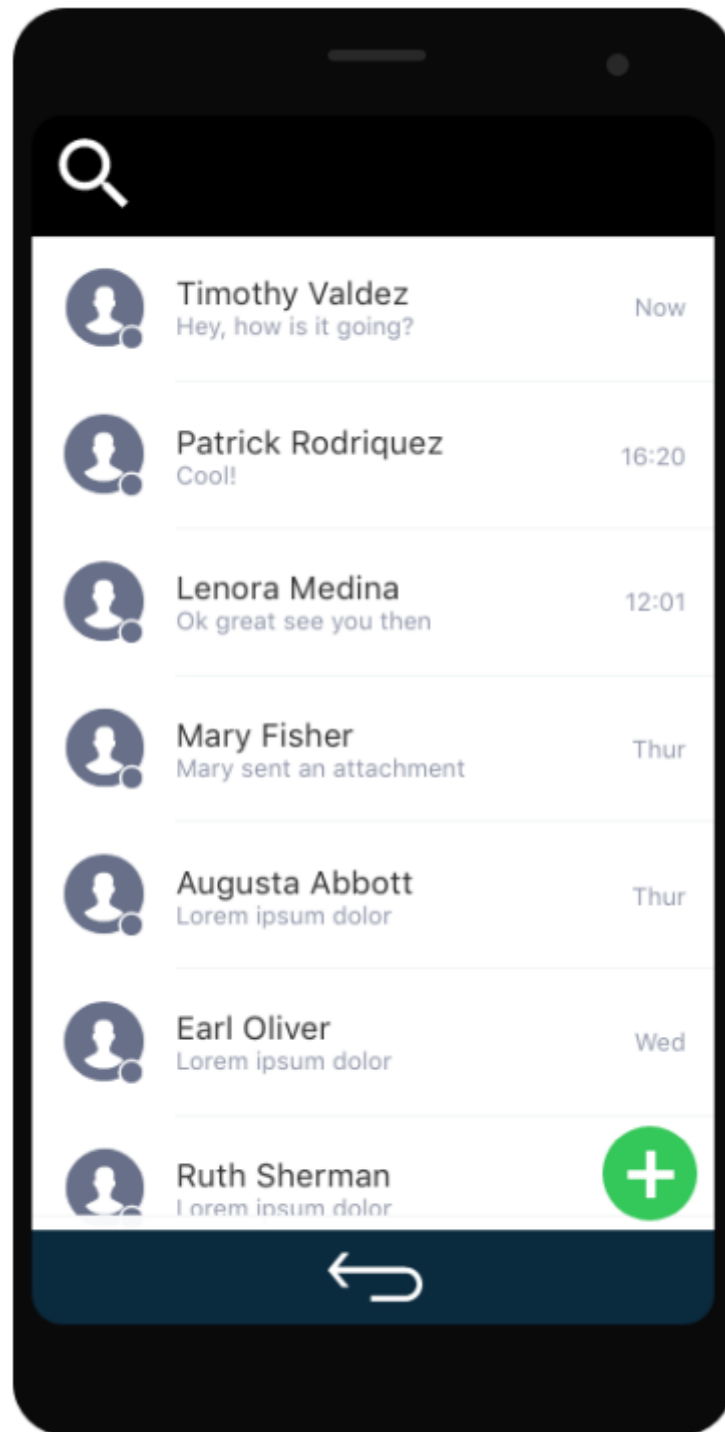 Timothy Valdez
Hey, how is it going?
Now
Patrick Rodriquez
Cool!
16:20
Lenora Medina
Ok great see you then
12:01
Mary Fisher
Mary sent an attachment
Thur
Augusta Abbott
Lorem ipsum dolor
Thur
Earl Oliver
Lorem ipsum dolor
Wed
Ruth Sherman
Lorem ipsum dolor